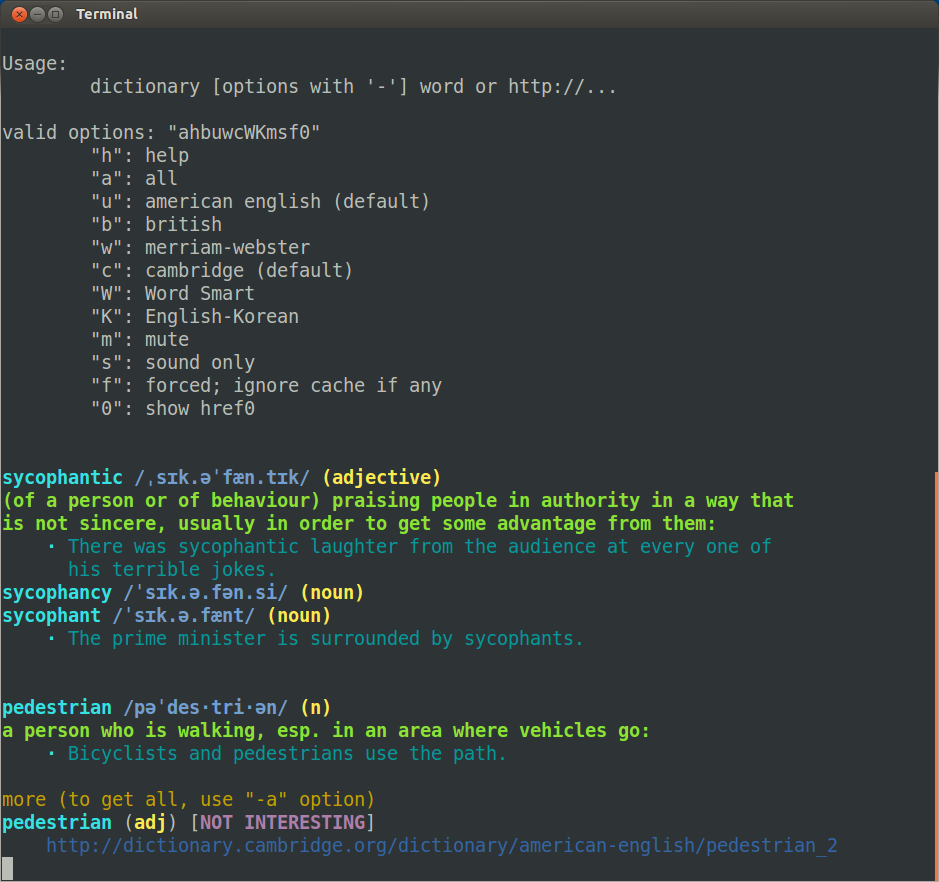 Terminal
Usage:
dictionary [options with '-'] word or http://...
valid options: "ahbuwcWKmsf0"
"h": help
"a": all
"u": american english (default)
"b": british
"w": merriam-webster
"c": cambridge (default)
"W": Word Smart
"K": English-Korean
"m": mute
"s": sound only
"f": forced; ignore cache if any
"0": show href0
sycophantic /ˌsɪk.əˈfæn.tɪk/ (adjective)
(of a person or of behaviour) praising people in authority in a way that
is not sincere, usually in order to get some advantage from them:
· There was sycophantic laughter from the audience at every one of
his terrible jokes.
sycophancy /ˈsɪk.ə.fən.si/ (noun)
sycophant /ˈsɪk.ə.fænt/ (noun)
· The prime minister is surrounded by sycophants.
pedestrian /pəˈdes·tri·ən/ (n)
a person who is walking, esp. in an area where vehicles go:
· Bicyclists and pedestrians use the path.
more (to get all, use "-a" option)
pedestrian (adj) [NOT INTERESTING]
http://dictionary.cambridge.org/dictionary/american-english/pedestrian_2